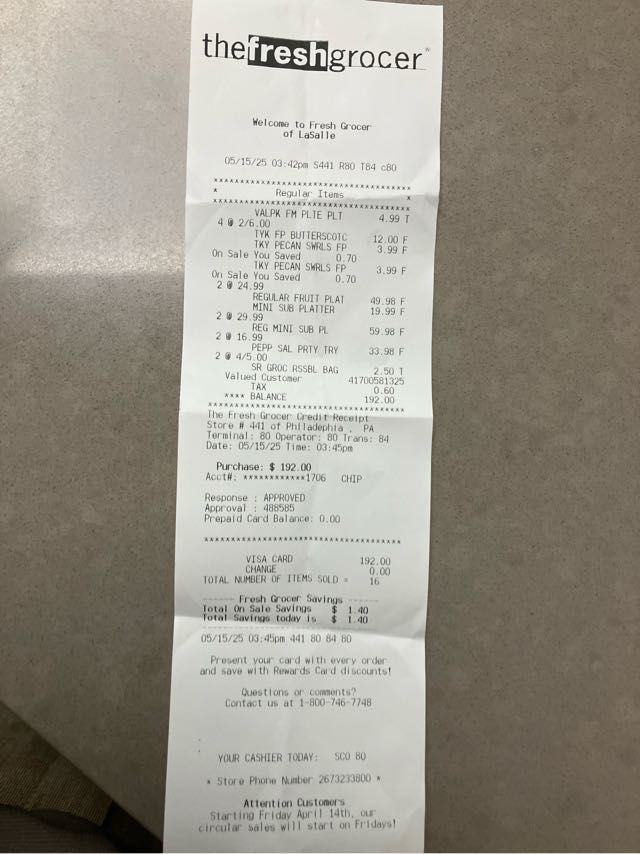 thefreshgrocer®
Welcome to Fresh Grocer
of LaSalle
05/15/25 03:42pm S441 R80 T84 c80
****************************************
* Regular Items *
****************************************
VALPK FM PLTE PLT 4.99 T
4 @ 2/6.00
TYK FP BUTTERSCOTC 12.00 F
TKY PECAN SWRLS FP 3.99 F
On Sale You Saved 0.70
TKY PECAN SWRLS FP 3.99 F
On Sale You Saved 0.70
2 @ 24.99
REGULAR FRUIT PLAT 49.98 F
MINI SUB PLATTER 19.99 F
2 @ 29.99
REG MINI SUB PL 59.98 F
2 @ 16.99
PEPP SAL PRTY TRY 33.98 F
2 @ 4/5.00
SR GROC RSSBL BAG 2.50 T
Valued Customer 41700581325
TAX 0.60
**** BALANCE 192.00
****************************************
The Fresh Grocer Credit Receipt
Store # 441 of Philadephia , PA
Terminal: 80 Operator: 80 Trans: 84
Date: 05/15/25 Time: 03:45pm
Purchase: $ 192.00
Acct#: ************1706 CHIP
Response : APPROVED
Approval : 488585
Prepaid Card Balance: 0.00
****************************************
VISA CARD 192.00
CHANGE 0.00
TOTAL NUMBER OF ITEMS SOLD = 16
------ Fresh Grocer Savings ------
Total On Sale Savings $ 1.40
Total Savings today is $ 1.40
05/15/25 03:45pm 441 80 84 80
Present your card with every order
and save with Rewards Card discounts!
Questions or comments?
Contact us at 1-800-746-7748
YOUR CASHIER TODAY: SCO 80
* Store Phone Number 2673233800 *
Attention Customers
Starting Friday April 14th, our
circular sales will start on Fridays!